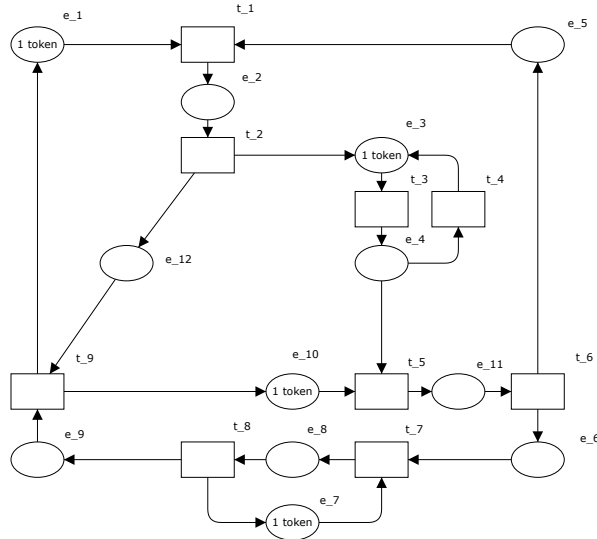 t_1
e_1
e_5
1 token
e_2
t_2
e_3
1 token
t_3
t_4
e_4
e_12
t_9
e_10
t_5
e_11
t_6
1 token
e_9
t_8
e_8
t_7
e_6
e_7
1 token